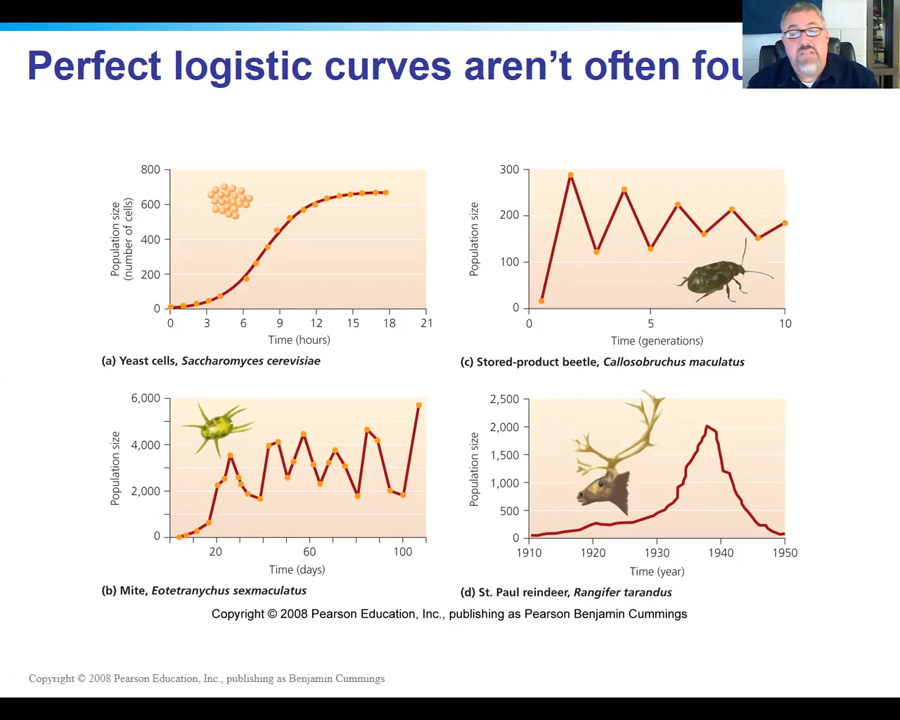 Perfect logistic curves aren't often fou
800
600
400
200
0
0 3 6 9 12 15 18 21
Population size
(number of cells)
Time (hours)
(a) Yeast cells, Saccharomyces cerevisiae
300
200
100
0
0 5 10
Population size
Time (generations)
(c) Stored-product beetle, Callosobruchus maculatus
6,000
4,000
2,000
0
20 60 100
Population size
Time (days)
(b) Mite, Eotetranychus sexmaculatus
2,500
2,000
1,500
1,000
500
0
1910 1920 1930 1940 1950
Population size
Time (year)
(d) St. Paul reindeer, Rangifer tarandus
Copyright © 2008 Pearson Education, Inc., publishing as Pearson Benjamin Cummings
Copyright © 2008 Pearson Education, Inc., publishing as Benjamin Cummings